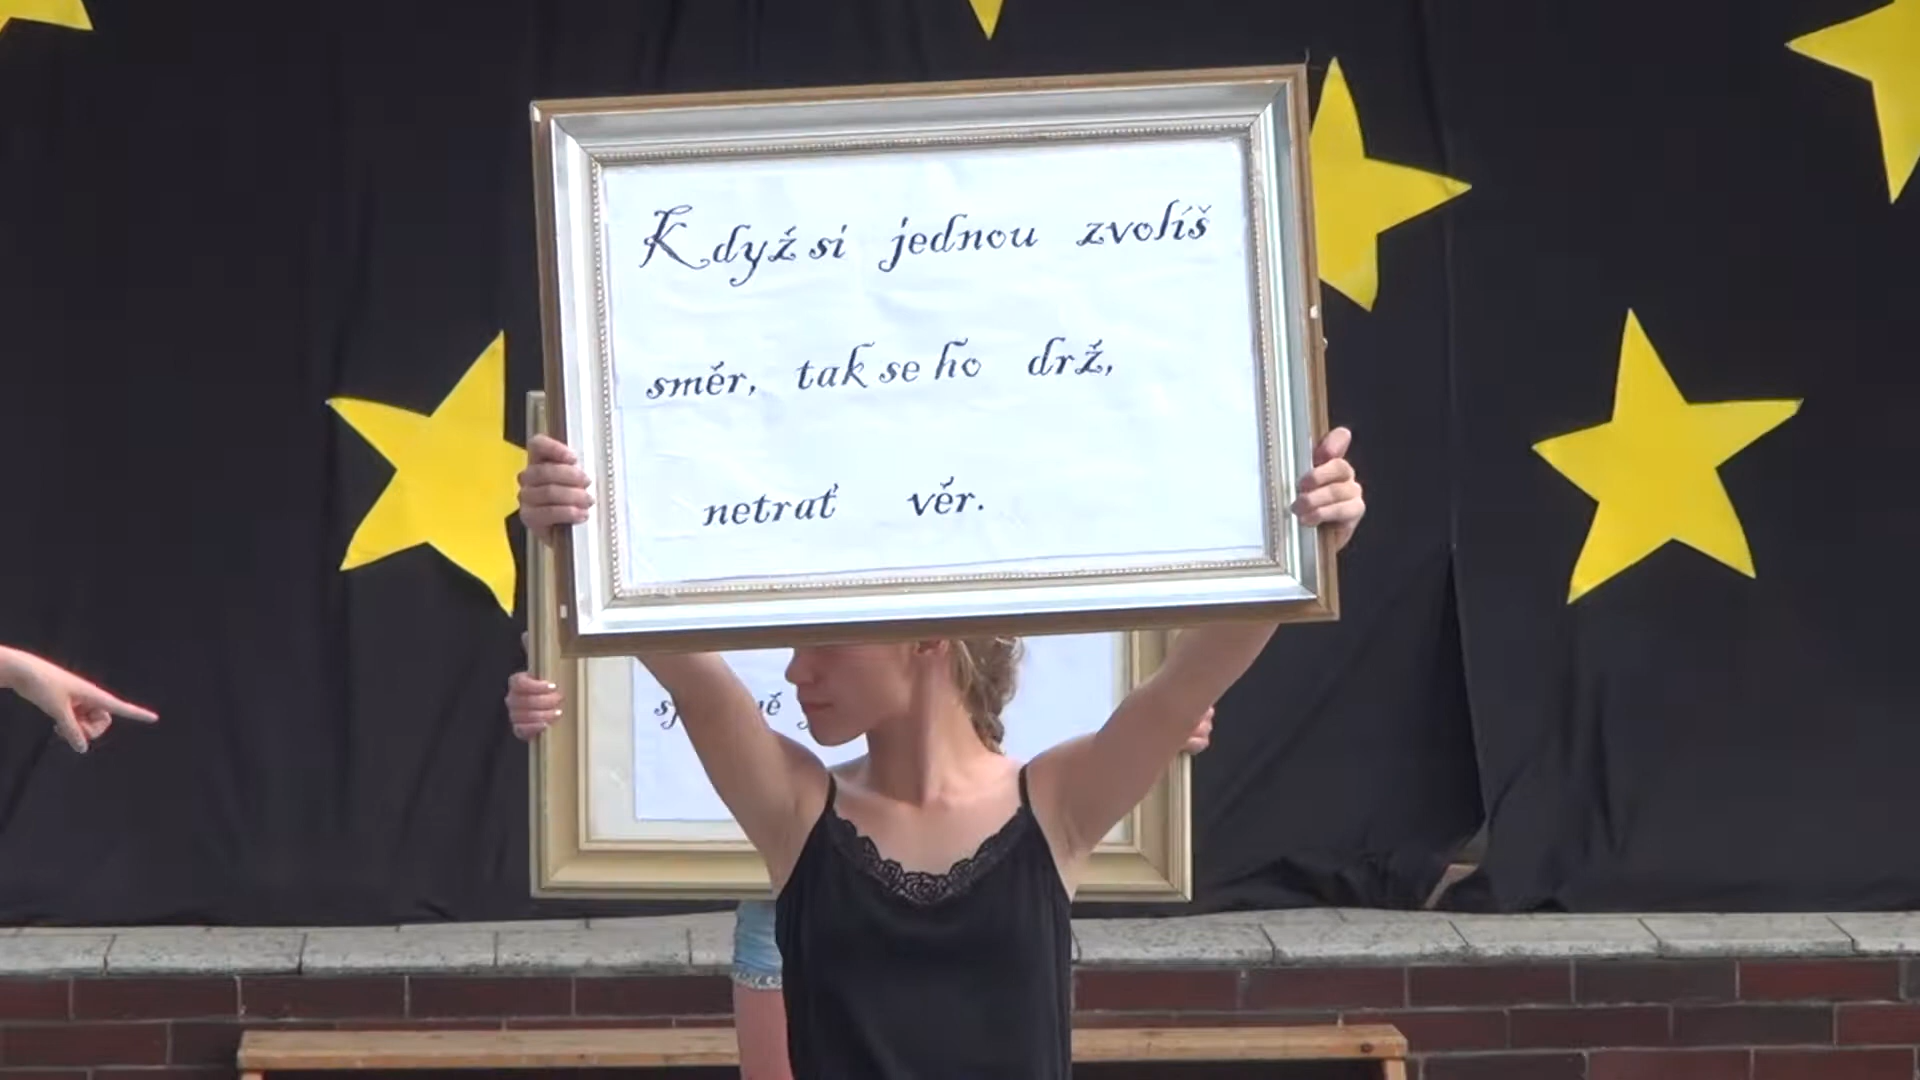 Když si jednou zvolíš
směr, tak se ho drž,
netrať věr.